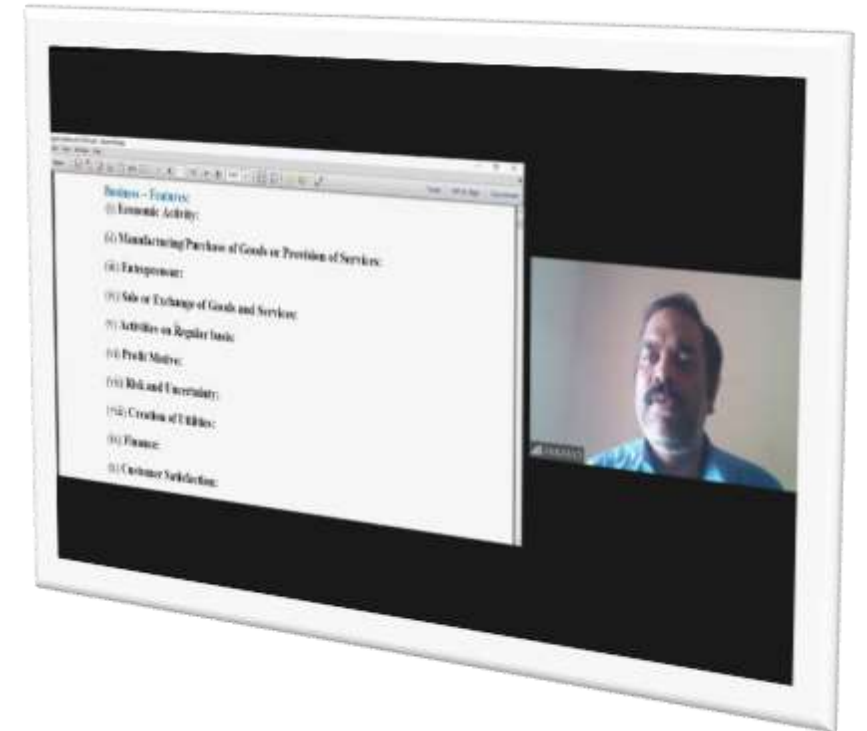 Business – Features:
(i) Economic Activity:
(ii) Manufacturing/Purchase of Goods or Provision of Services:
(iii) Entrepreneur:
(iv) Sale or Exchange of Goods and Services:
(v) Activities on Regular basis:
(vi) Profit Motive:
(vii) Risk and Uncertainty:
(viii) Creation of Utilities:
(ix) Finance:
(x) Customer Satisfaction: